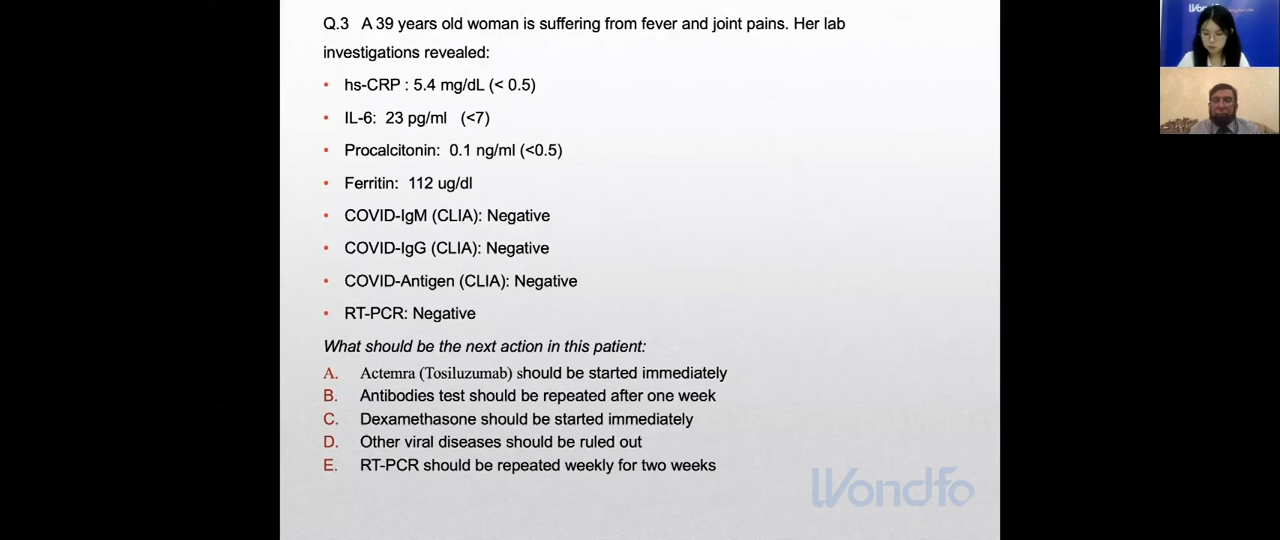 Q.3 A 39 years old woman is suffering from fever and joint pains. Her lab
investigations revealed:
• hs-CRP : 5.4 mg/dL (< 0.5)
• IL-6: 23 pg/ml (<7)
• Procalcitonin: 0.1 ng/ml (<0.5)
• Ferritin: 112 ug/dl
• COVID-IgM (CLIA): Negative
• COVID-IgG (CLIA): Negative
• COVID-Antigen (CLIA): Negative
• RT-PCR: Negative
What should be the next action in this patient:
A. Actemra (Tosiluzumab) should be started immediately
B. Antibodies test should be repeated after one week
C. Dexamethasone should be started immediately
D. Other viral diseases should be ruled out
E. RT-PCR should be repeated weekly for two weeks
Wondfo